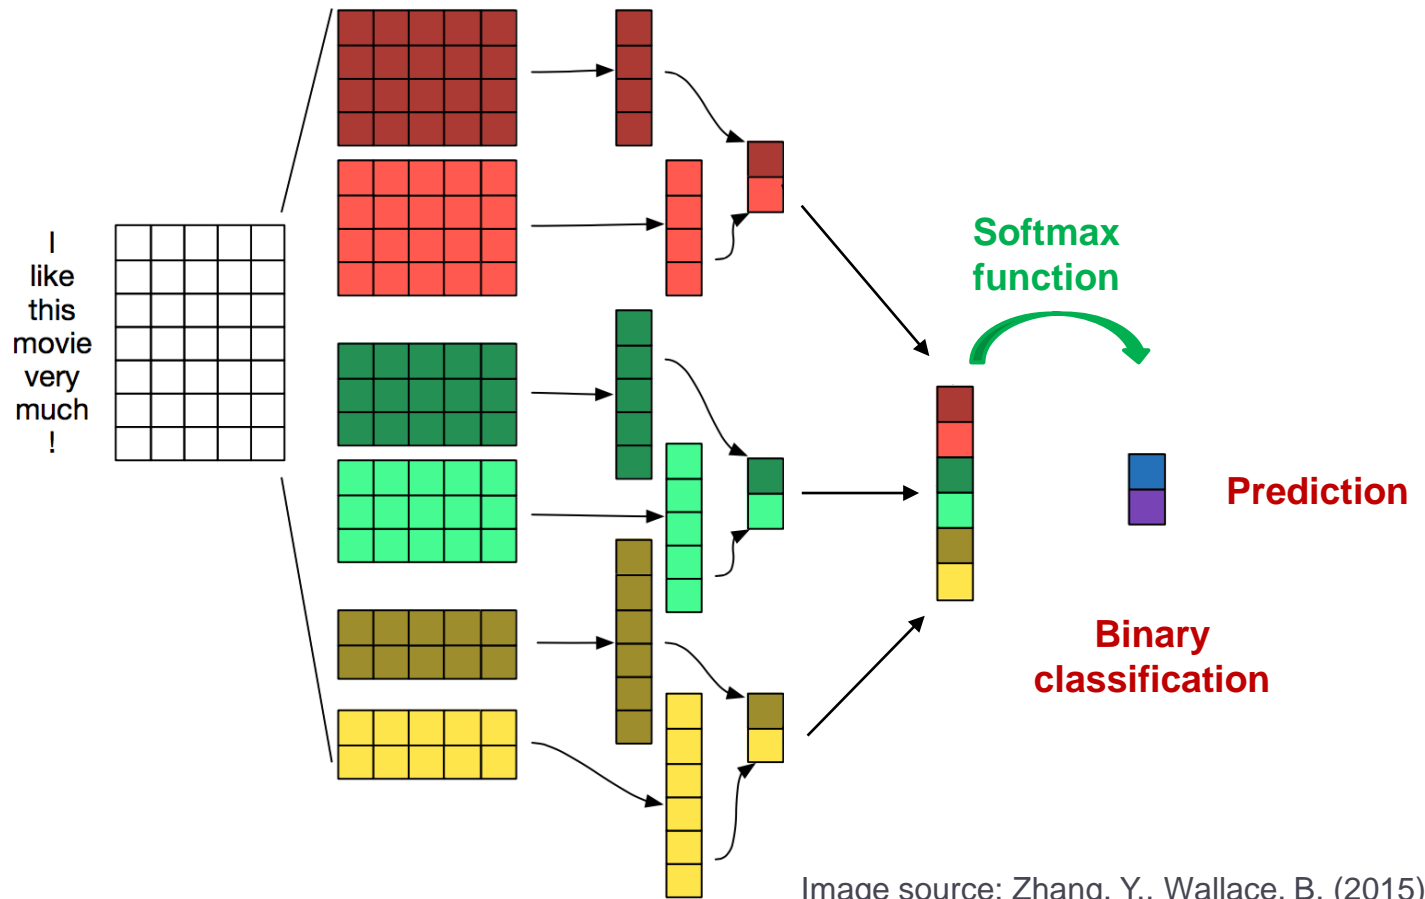 I
like
this
movie
very
much
!
Softmax
function
Prediction
Binary
classification
Image source: Zhang, Y., Wallace, B. (2015)